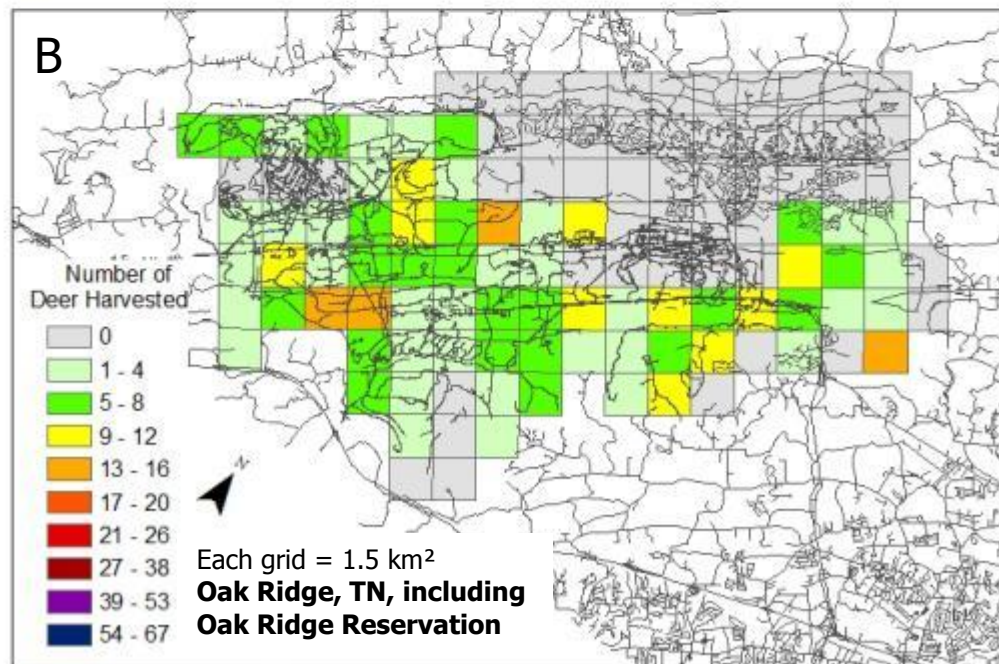 B
Number of
Deer Harvested
0
1 - 4
5 - 8
9 - 12
13 - 16
17 - 20
21 - 26
27 - 38
39 - 53
54 - 67
N
Each grid = 1.5 km²
Oak Ridge, TN, including
Oak Ridge Reservation